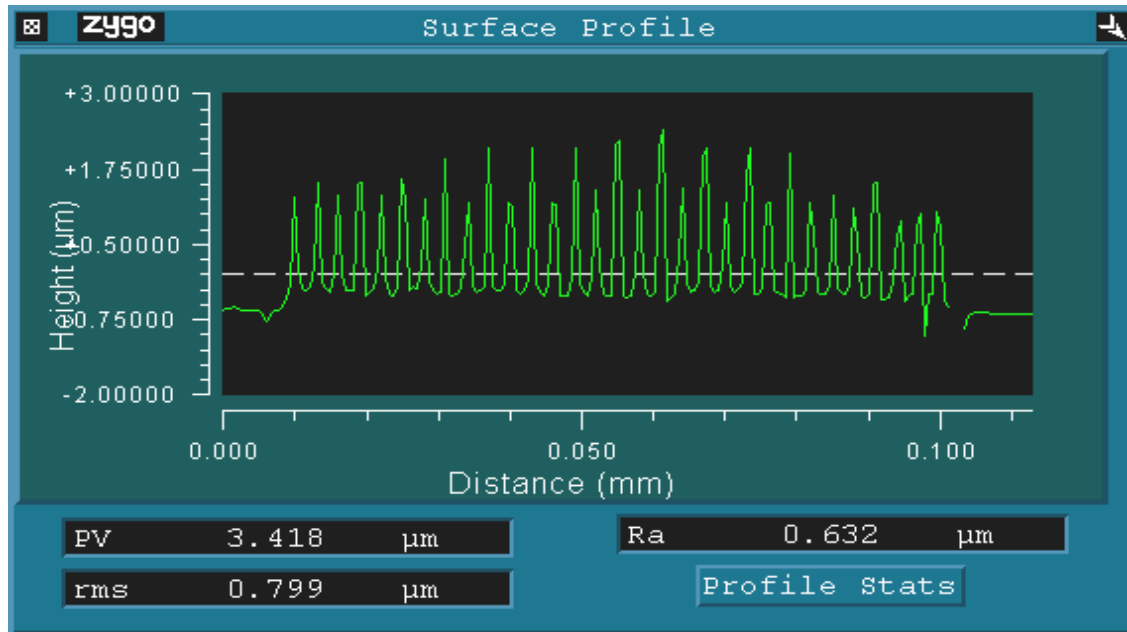 zygo Surface Profile
+3.00000
+1.75000
+0.50000
-0.75000
-2.00000
Height (µm)
0.000 0.050 0.100
Distance (mm)
PV 3.418 µm Ra 0.632 µm
rms 0.799 µm Profile Stats